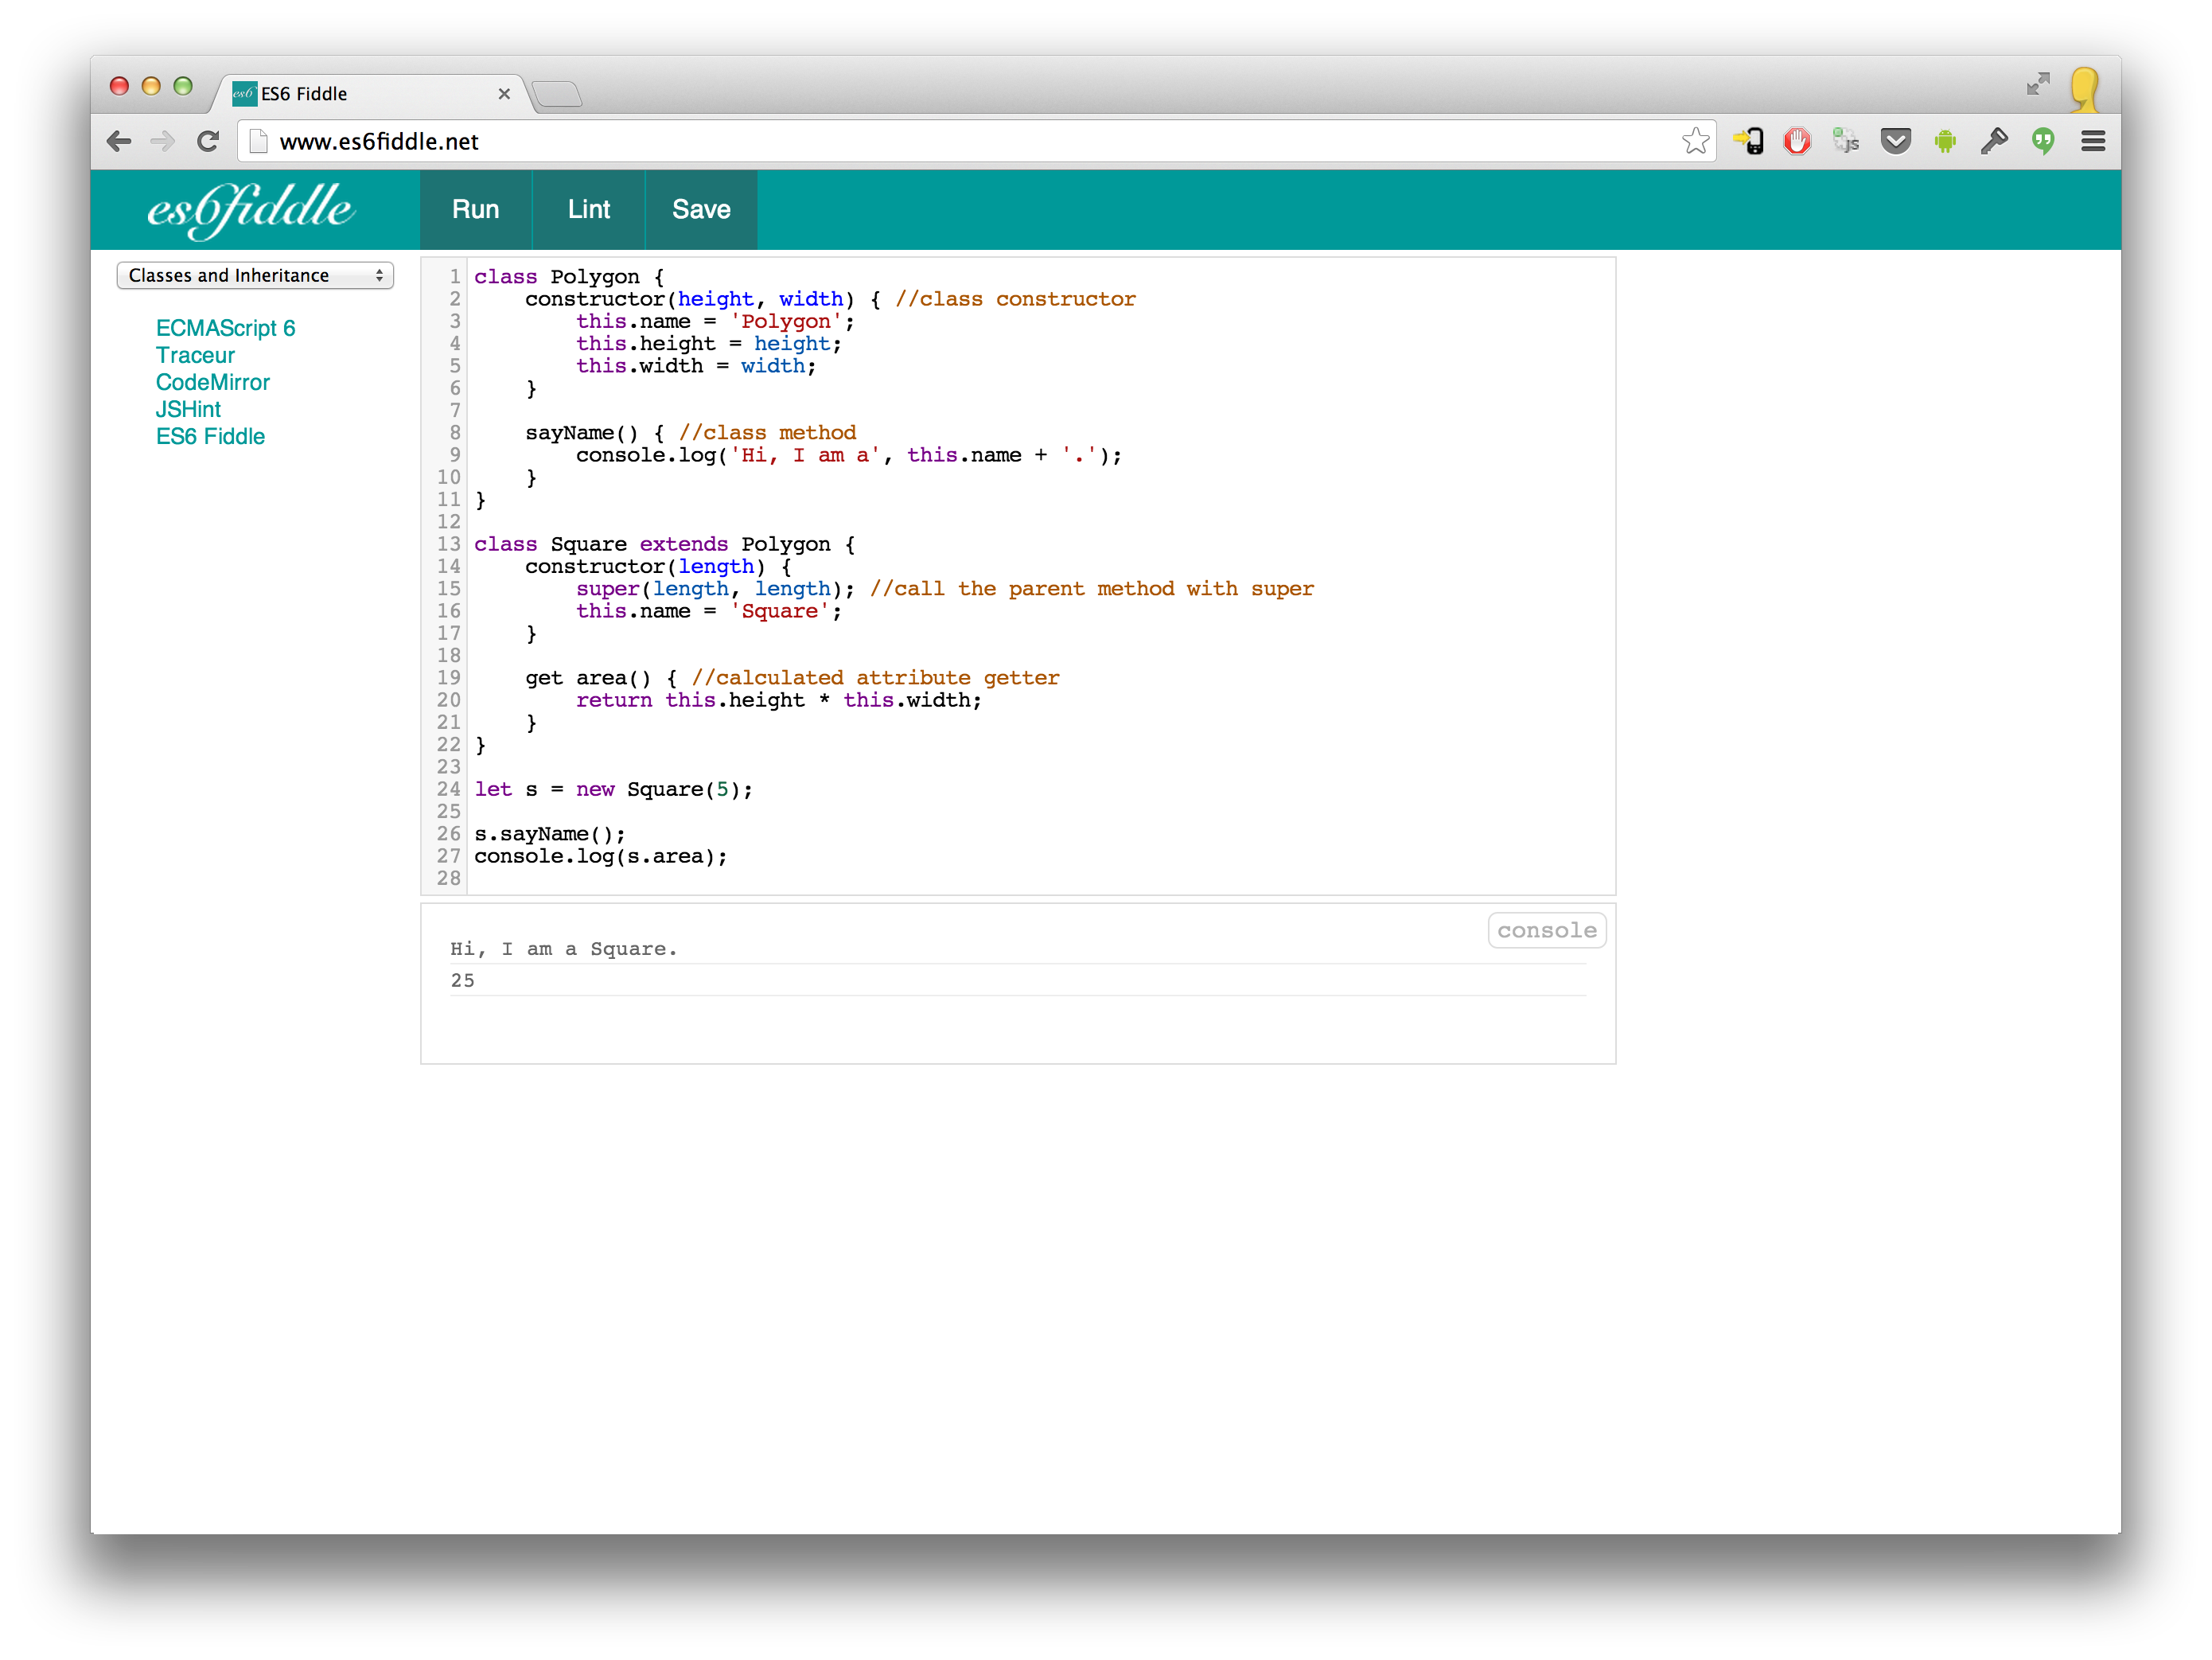 es6 ES6 Fiddle
www.es6fiddle.net
js
es6fiddle Run Lint Save
Classes and Inheritance
ECMAScript 6
Traceur
CodeMirror
JSHint
ES6 Fiddle
1 class Polygon {
2     constructor(height, width) { //class constructor
3         this.name = 'Polygon';
4         this.height = height;
5         this.width = width;
6     }
7
8     sayName() { //class method
9         console.log('Hi, I am a', this.name + '.');
10     }
11 }
12
13 class Square extends Polygon {
14     constructor(length) {
15         super(length, length); //call the parent method with super
16         this.name = 'Square';
17     }
18
19     get area() { //calculated attribute getter
20         return this.height * this.width;
21     }
22 }
23
24 let s = new Square(5);
25
26 s.sayName();
27 console.log(s.area);
28
console
Hi, I am a Square.
25